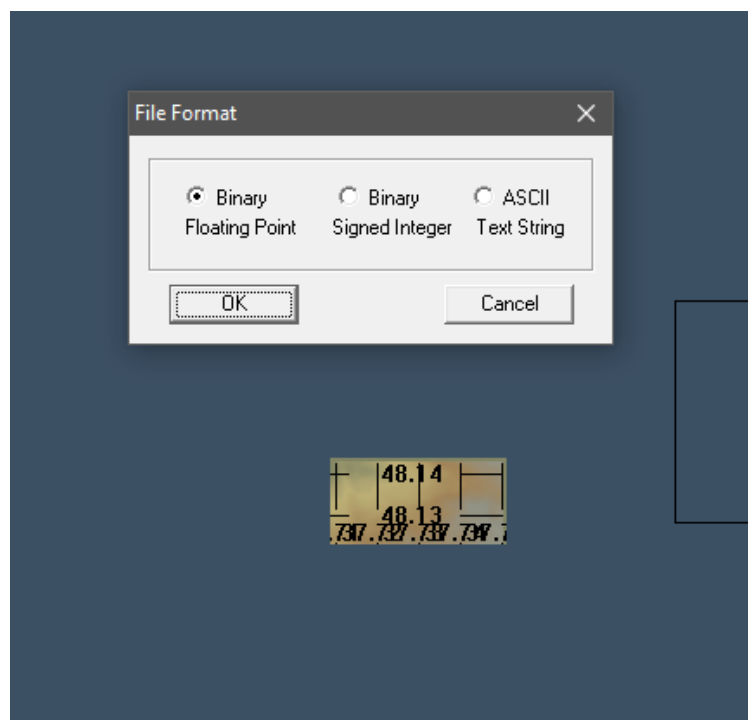 File Format
Binary Binary ASCII
Floating Point Signed Integer Text String
OK Cancel
48.14
48.13